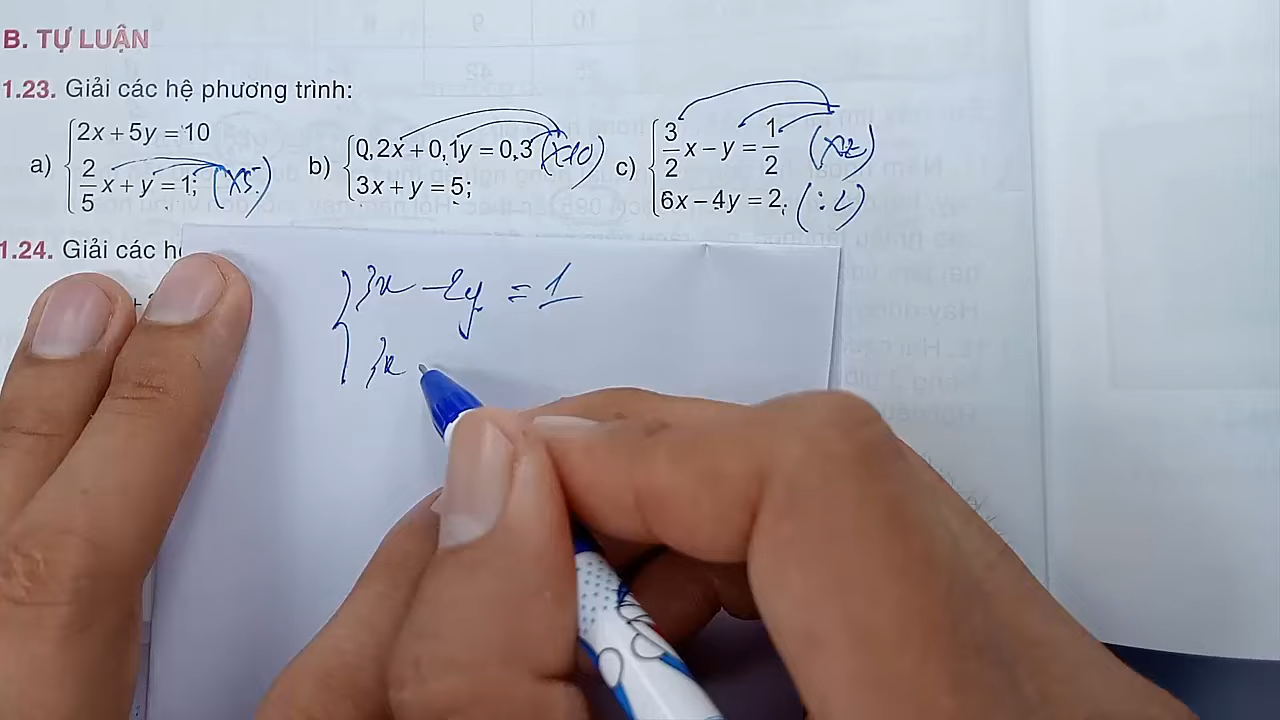 B. TỰ LUẬN
1.23. Giải các hệ phương trình:
a) { 2x + 5y = 10
2/5 x + y = 1; (x5)
b) { 0,2x + 0,1y = 0,3 (x10)
3x + y = 5;
c) { 3/2 x − y = 1/2 (x2)
6x − 4y = 2. (:2)
1.24. Giải các h
{ 3x − 2y = 1
3x